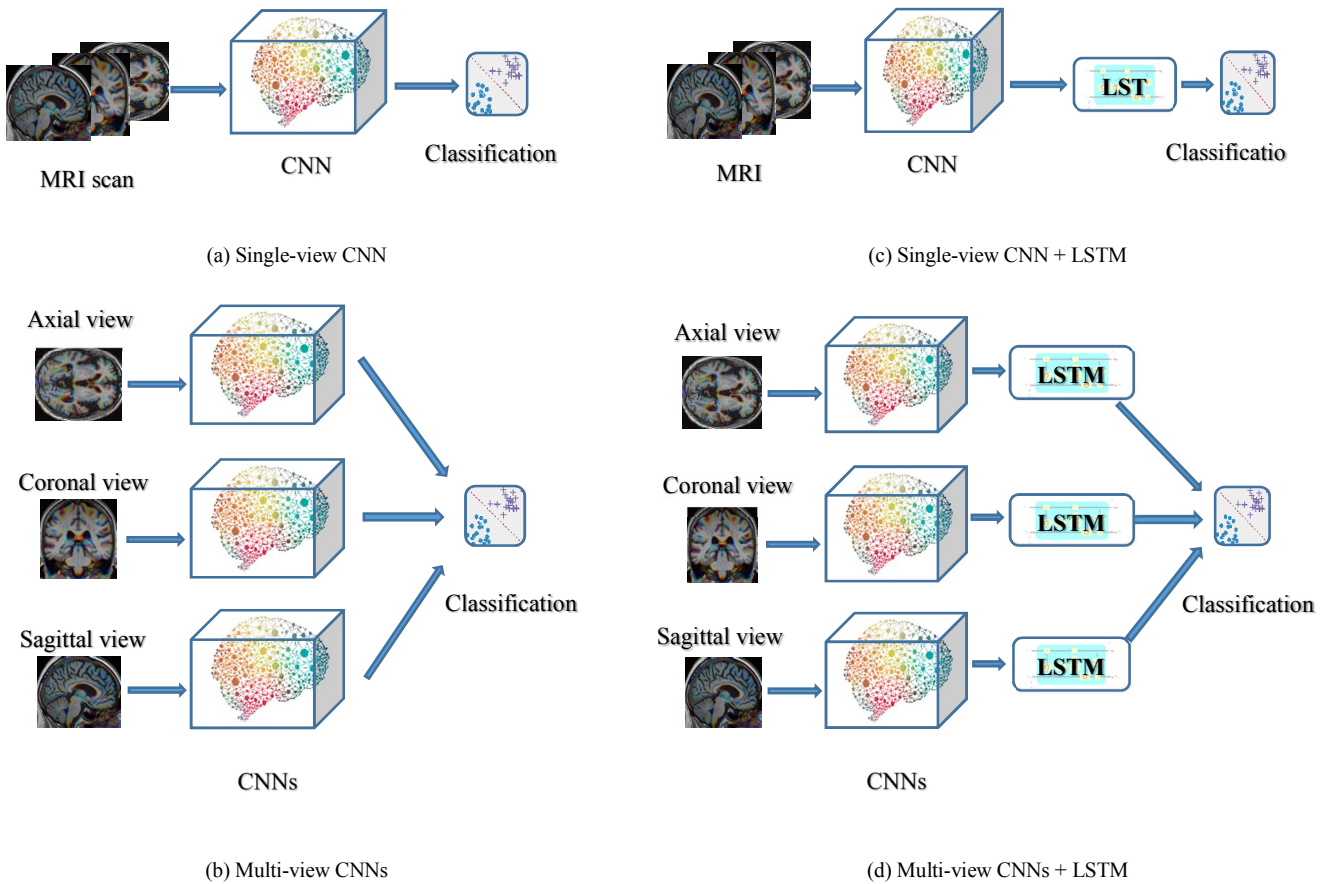 MRI scan
CNN
Classification
(a) Single-view CNN
LST
MRI
CNN
Classificatio
(c) Single-view CNN + LSTM
Axial view
Coronal view
Sagittal view
Classification
CNNs
(b) Multi-view CNNs
Axial view
LSTM
Coronal view
LSTM
Sagittal view
LSTM
Classification
CNNs
(d) Multi-view CNNs + LSTM